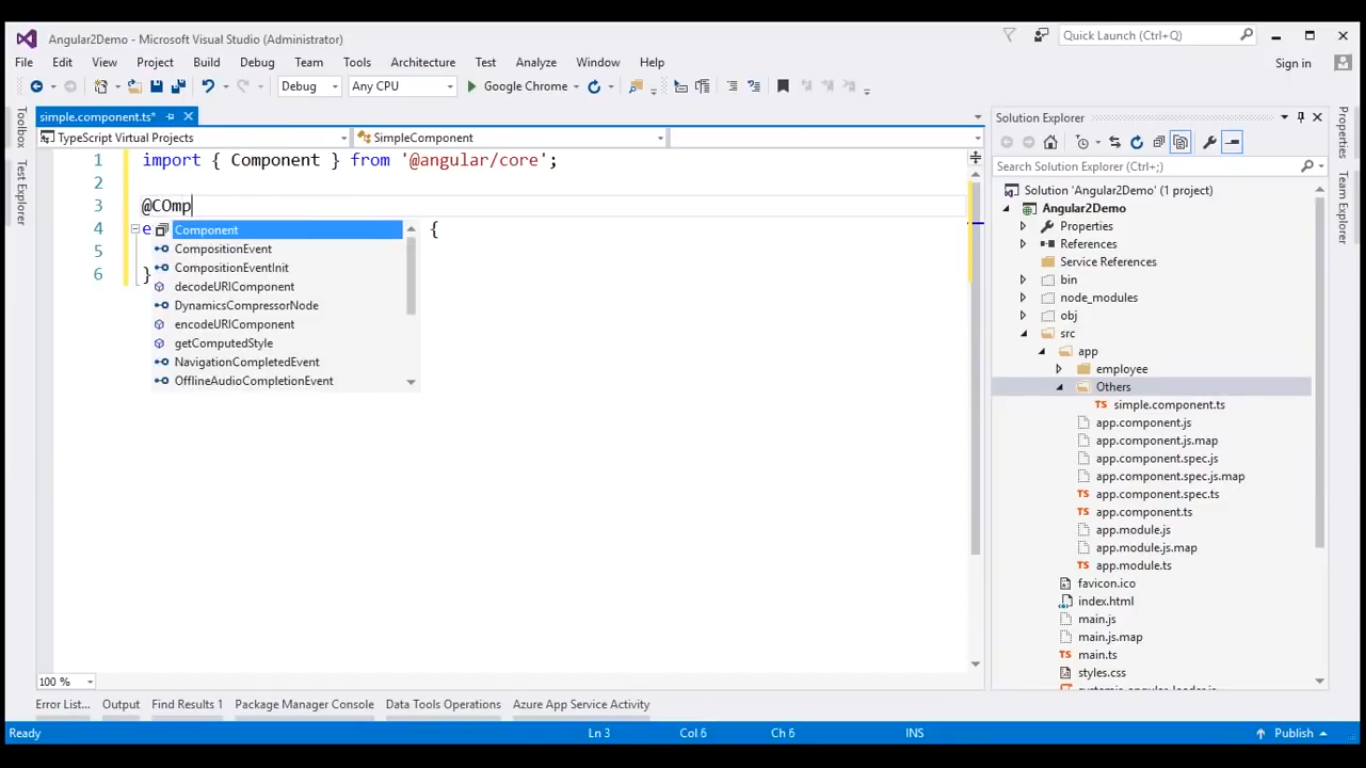 Angular2Demo - Microsoft Visual Studio (Administrator)
Quick Launch (Ctrl+Q)
File Edit View Project Build Debug Team Tools Architecture Test Analyze Window Help
Sign in
Debug Any CPU Google Chrome
Toolbox
Test Explorer
simple.component.ts*
TypeScript Virtual Projects SimpleComponent
1 import { Component } from '@angular/core';
2
3 @COmp
4 e {
5
6 }
Component
CompositionEvent
CompositionEventInit
decodeURIComponent
DynamicsCompressorNode
encodeURIComponent
getComputedStyle
NavigationCompletedEvent
OfflineAudioCompletionEvent
100 %
Solution Explorer
Search Solution Explorer (Ctrl+;)
Solution 'Angular2Demo' (1 project)
Angular2Demo
Properties
References
Service References
bin
node_modules
obj
src
app
employee
Others
simple.component.ts
app.component.js
app.component.js.map
app.component.spec.js
app.component.spec.js.map
app.component.spec.ts
app.component.ts
app.module.js
app.module.js.map
app.module.ts
favicon.ico
index.html
main.js
main.js.map
main.ts
styles.css
Properties
Team Explorer
Error List... Output Find Results 1 Package Manager Console Data Tools Operations Azure App Service Activity
Ready Ln 3 Col 6 Ch 6 INS Publish